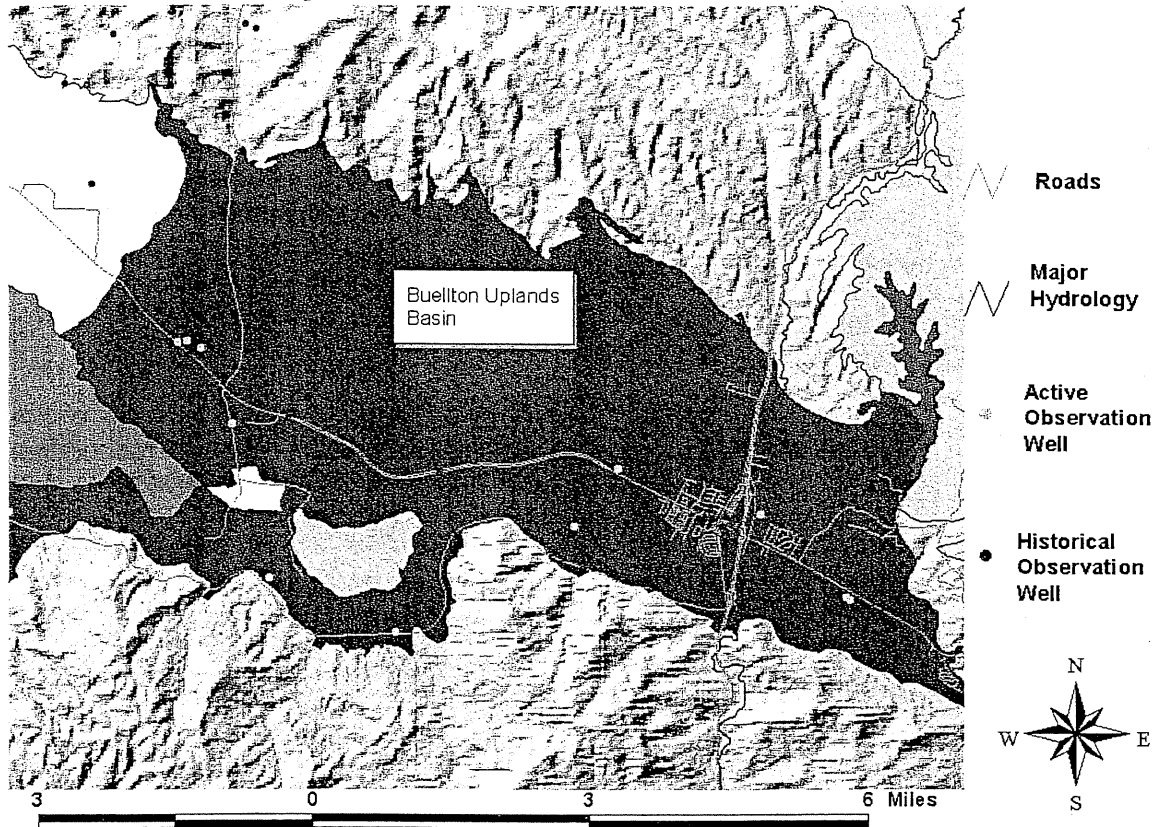 Buellton Uplands
Basin
Roads
Major
Hydrology
Active
Observation
Well
Historical
Observation
Well
N
W E
S
3 0 3 6 Miles